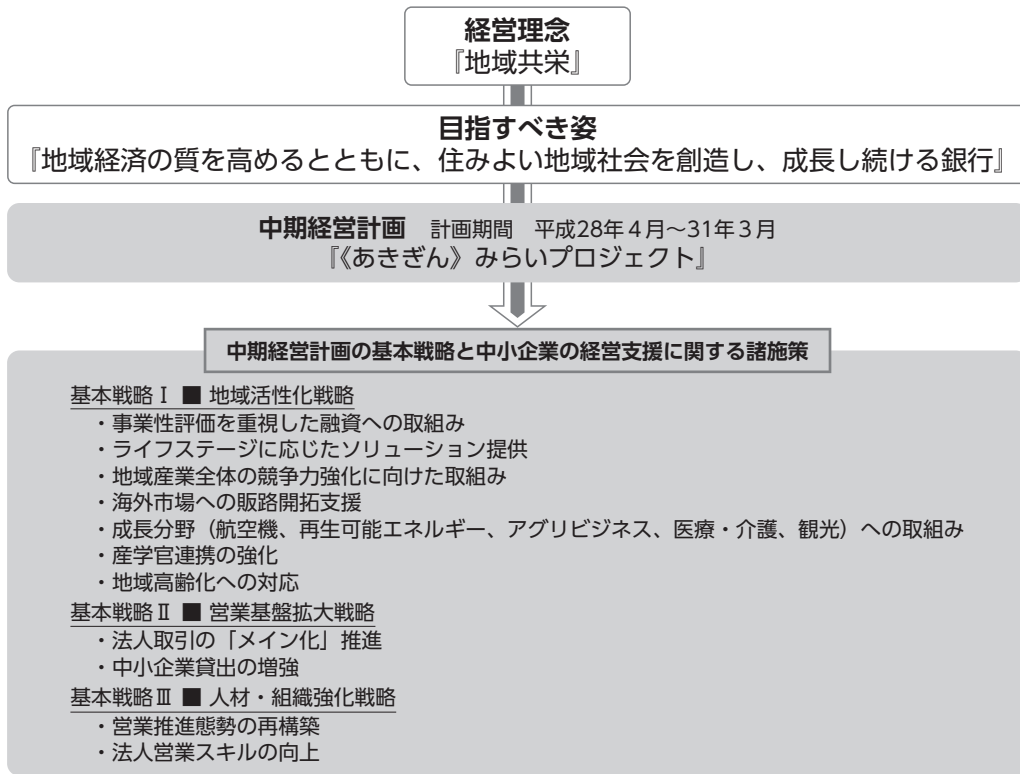 経営理念
『地域共栄』
目指すべき姿
『地域経済の質を高めるとともに、住みよい地域社会を創造し、成長し続ける銀行』
中期経営計画 計画期間 平成28年4月～31年3月
『《あきぎん》みらいプロジェクト』
中期経営計画の基本戦略と中小企業の経営支援に関する諸施策
基本戦略Ⅰ ■ 地域活性化戦略
・事業性評価を重視した融資への取組み
・ライフステージに応じたソリューション提供
・地域産業全体の競争力強化に向けた取組み
・海外市場への販路開拓支援
・成長分野（航空機、再生可能エネルギー、アグリビジネス、医療・介護、観光）への取組み
・産学官連携の強化
・地域高齢化への対応
基本戦略Ⅱ ■ 営業基盤拡大戦略
・法人取引の「メイン化」推進
・中小企業貸出の増強
基本戦略Ⅲ ■ 人材・組織強化戦略
・営業推進態勢の再構築
・法人営業スキルの向上